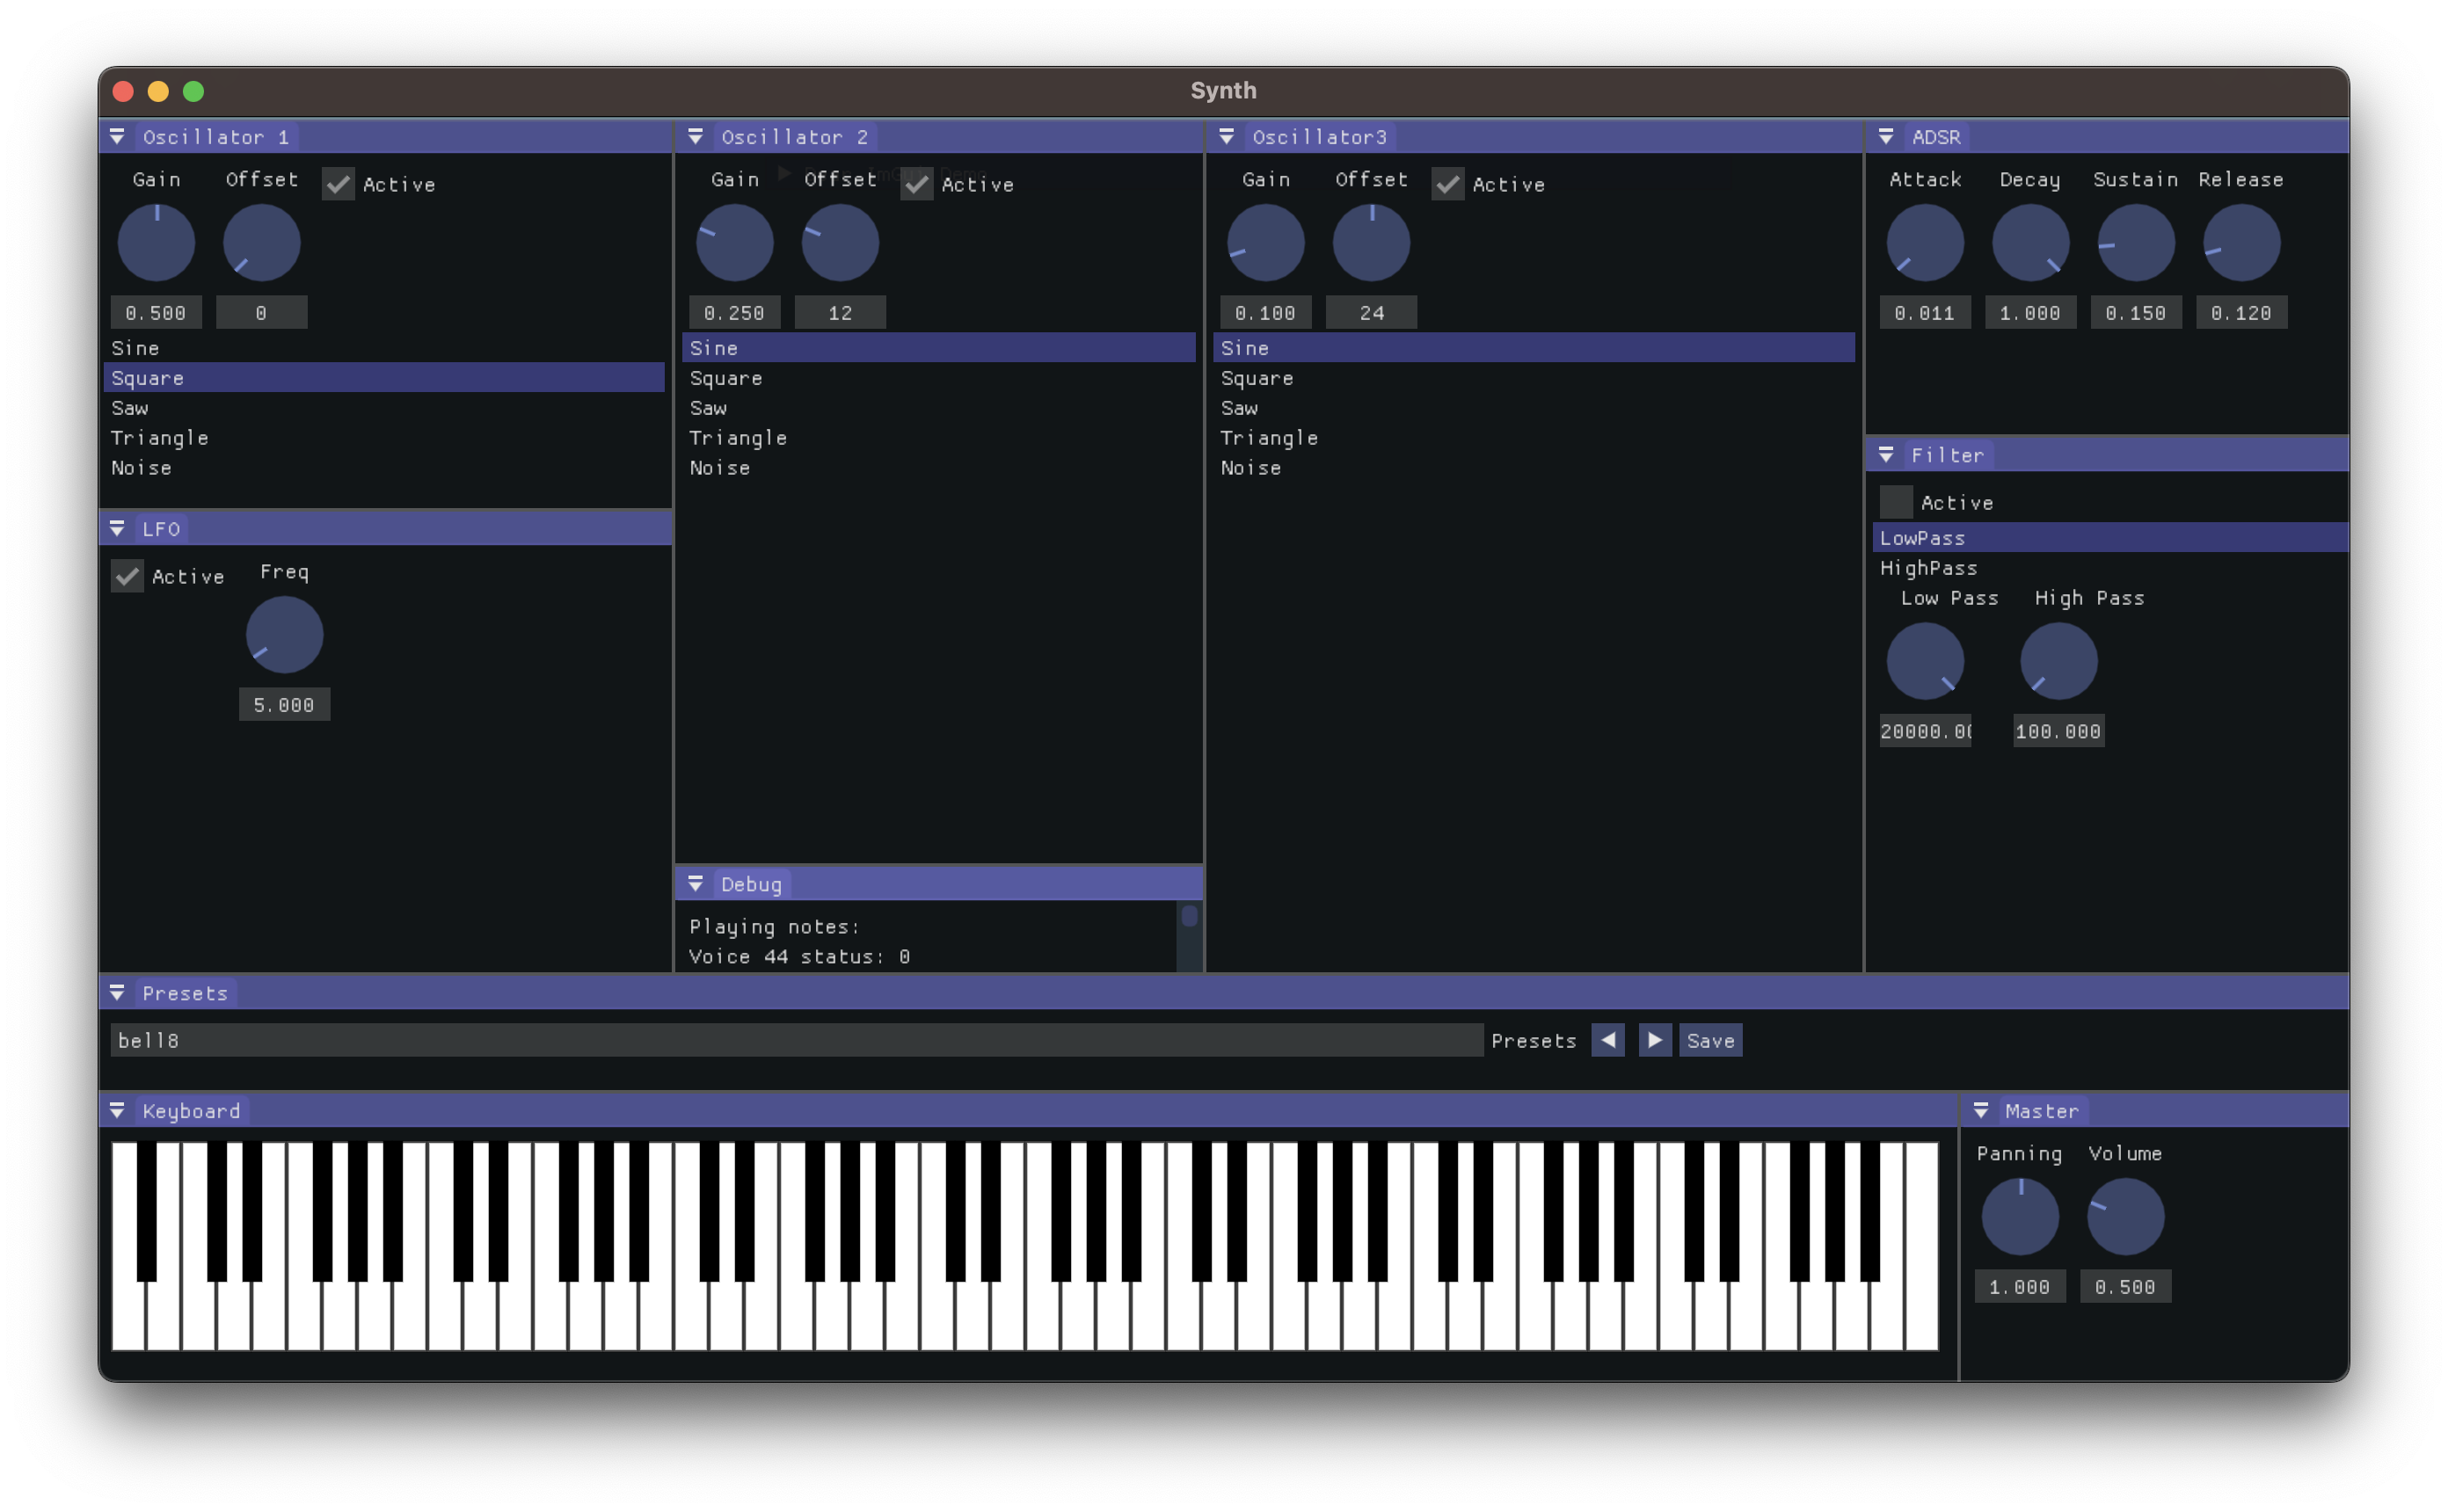 Synth
Oscillator 1
Gain Offset Active
0.500 0
Sine
Square
Saw
Triangle
Noise
LFO
Active Freq
5.000
Oscillator 2
Gain Offset Active
0.250 12
Sine
Square
Saw
Triangle
Noise
Debug
Playing notes:
Voice 44 status: 0
Oscillator3
Gain Offset Active
0.100 24
Sine
Square
Saw
Triangle
Noise
ADSR
Attack Decay Sustain Release
0.011 1.000 0.150 0.120
Filter
Active
LowPass
HighPass
Low Pass High Pass
20000.00 100.000
Presets
bell8 Presets Save
Keyboard
Master
Panning Volume
1.000 0.500